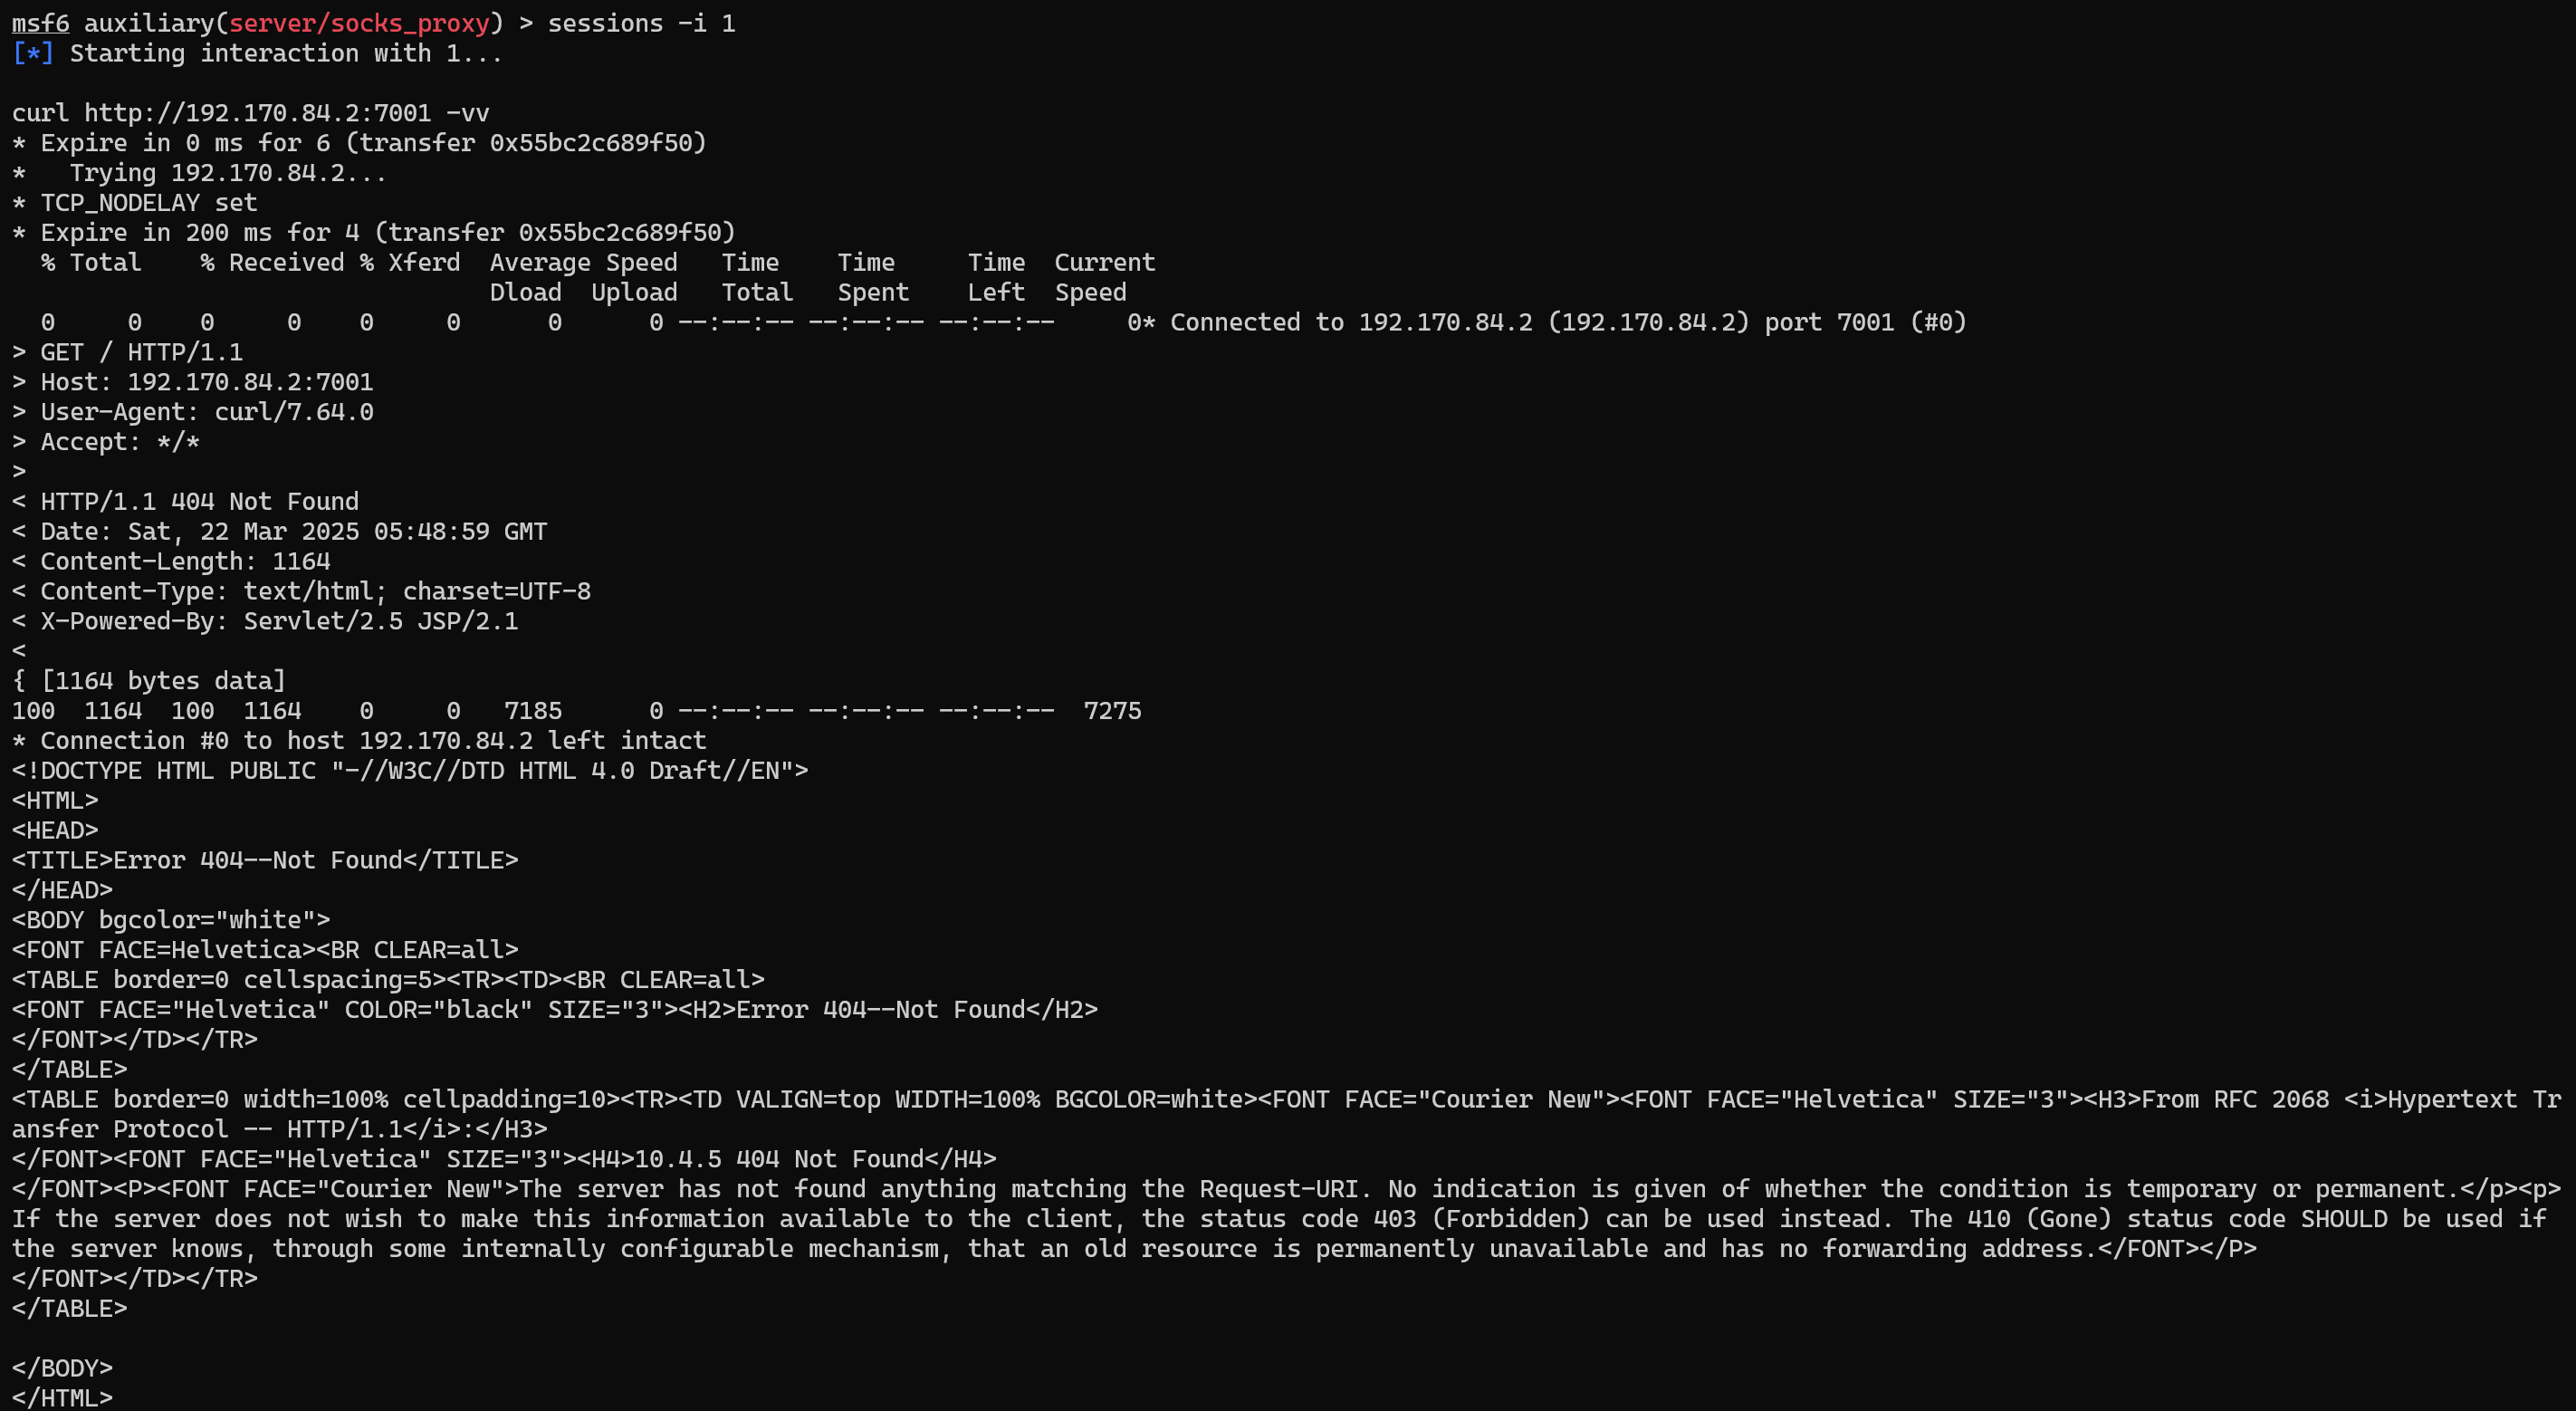 msf6 auxiliary(server/socks_proxy) > sessions -i 1
[*] Starting interaction with 1...

curl http://192.170.84.2:7001 -vv
* Expire in 0 ms for 6 (transfer 0x55bc2c689f50)
*   Trying 192.170.84.2...
* TCP_NODELAY set
* Expire in 200 ms for 4 (transfer 0x55bc2c689f50)
  % Total    % Received % Xferd  Average Speed   Time    Time     Time  Current
                                 Dload  Upload   Total   Spent    Left  Speed
  0     0    0     0    0     0      0      0 --:--:-- --:--:-- --:--:--     0* Connected to 192.170.84.2 (192.170.84.2) port 7001 (#0)
> GET / HTTP/1.1
> Host: 192.170.84.2:7001
> User-Agent: curl/7.64.0
> Accept: */*
>
< HTTP/1.1 404 Not Found
< Date: Sat, 22 Mar 2025 05:48:59 GMT
< Content-Length: 1164
< Content-Type: text/html; charset=UTF-8
< X-Powered-By: Servlet/2.5 JSP/2.1
<
{ [1164 bytes data]
100  1164  100  1164    0     0   7185      0 --:--:-- --:--:-- --:--:--  7275
* Connection #0 to host 192.170.84.2 left intact
<!DOCTYPE HTML PUBLIC "-//W3C//DTD HTML 4.0 Draft//EN">
<HTML>
<HEAD>
<TITLE>Error 404--Not Found</TITLE>
</HEAD>
<BODY bgcolor="white">
<FONT FACE=Helvetica><BR CLEAR=all>
<TABLE border=0 cellspacing=5><TR><TD><BR CLEAR=all>
<FONT FACE="Helvetica" COLOR="black" SIZE="3"><H2>Error 404--Not Found</H2>
</FONT></TD></TR>
</TABLE>
<TABLE border=0 width=100% cellpadding=10><TR><TD VALIGN=top WIDTH=100% BGCOLOR=white><FONT FACE="Courier New"><FONT FACE="Helvetica" SIZE="3"><H3>From RFC 2068 <i>Hypertext Tr
ansfer Protocol -- HTTP/1.1</i>:</H3>
</FONT><FONT FACE="Helvetica" SIZE="3"><H4>10.4.5 404 Not Found</H4>
</FONT><P><FONT FACE="Courier New">The server has not found anything matching the Request-URI. No indication is given of whether the condition is temporary or permanent.</p><p>
If the server does not wish to make this information available to the client, the status code 403 (Forbidden) can be used instead. The 410 (Gone) status code SHOULD be used if
the server knows, through some internally configurable mechanism, that an old resource is permanently unavailable and has no forwarding address.</FONT></P>
</FONT></TD></TR>
</TABLE>

</BODY>
</HTML>